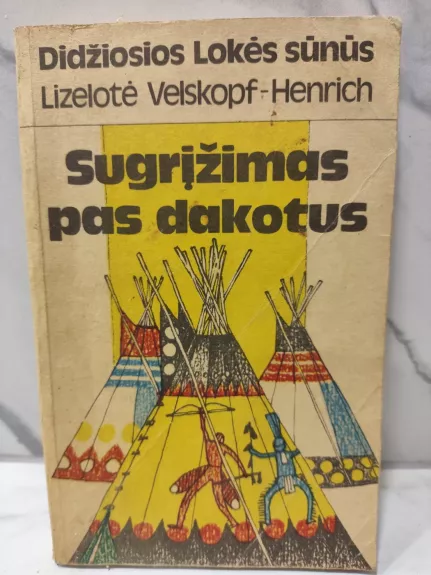 Didžiosios Lokės sūnūs
Lizelotė Velskopf-Henrich
Sugrįžimas
pas dakotus